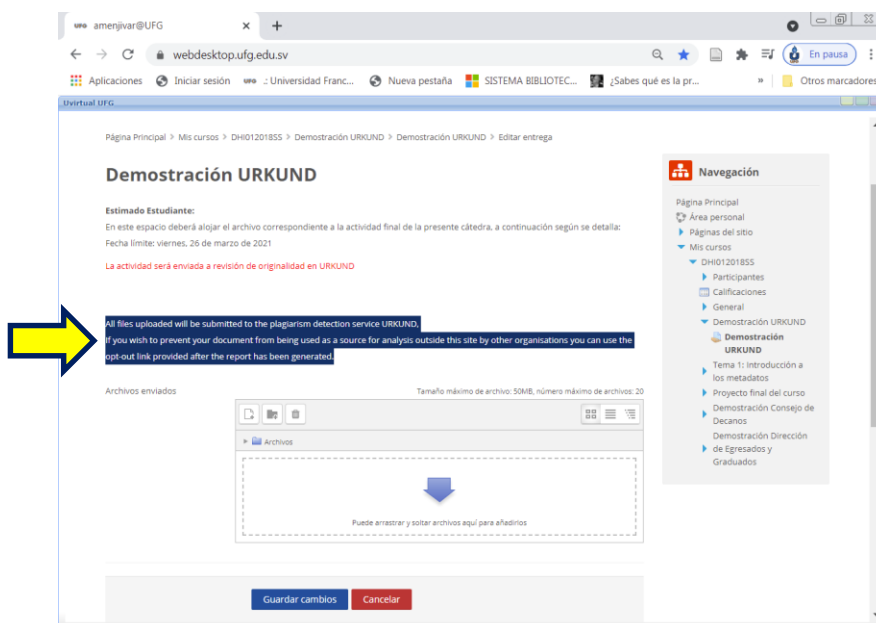 UFG amenjivar@UFG
webdesktop.ufg.edu.sv
En pausa
Aplicaciones Iniciar sesión UFG .: Universidad Franc... Nueva pestaña SISTEMA BIBLIOTEC... ¿Sabes qué es la pr... » Otros marcadores
Uvirtual UFG
Página Principal > Mis cursos > DHI012018SS > Demostración URKUND > Demostración URKUND > Editar entrega
Demostración URKUND
Estimado Estudiante:
En este espacio deberá alojar el archivo correspondiente a la actividad final de la presente cátedra, a continuación según se detalla:
Fecha límite: viernes, 26 de marzo de 2021
La actividad será enviada a revisión de originalidad en URKUND
All files uploaded will be submitted to the plagiarism detection service URKUND,
If you wish to prevent your document from being used as a source for analysis outside this site by other organisations you can use the
opt-out link provided after the report has been generated.
Archivos enviados
Tamaño máximo de archivo: 50MB, número máximo de archivos: 20
Archivos
Puede arrastrar y soltar archivos aquí para añadirlos
Guardar cambios Cancelar
Navegación
Página Principal
Área personal
Páginas del sitio
Mis cursos
DHI012018SS
Participantes
Calificaciones
General
Demostración URKUND
Demostración
URKUND
Tema 1: Introducción a
los metadatos
Proyecto final del curso
Demostración Consejo de
Decanos
Demostración Dirección
de Egresados y
Graduados